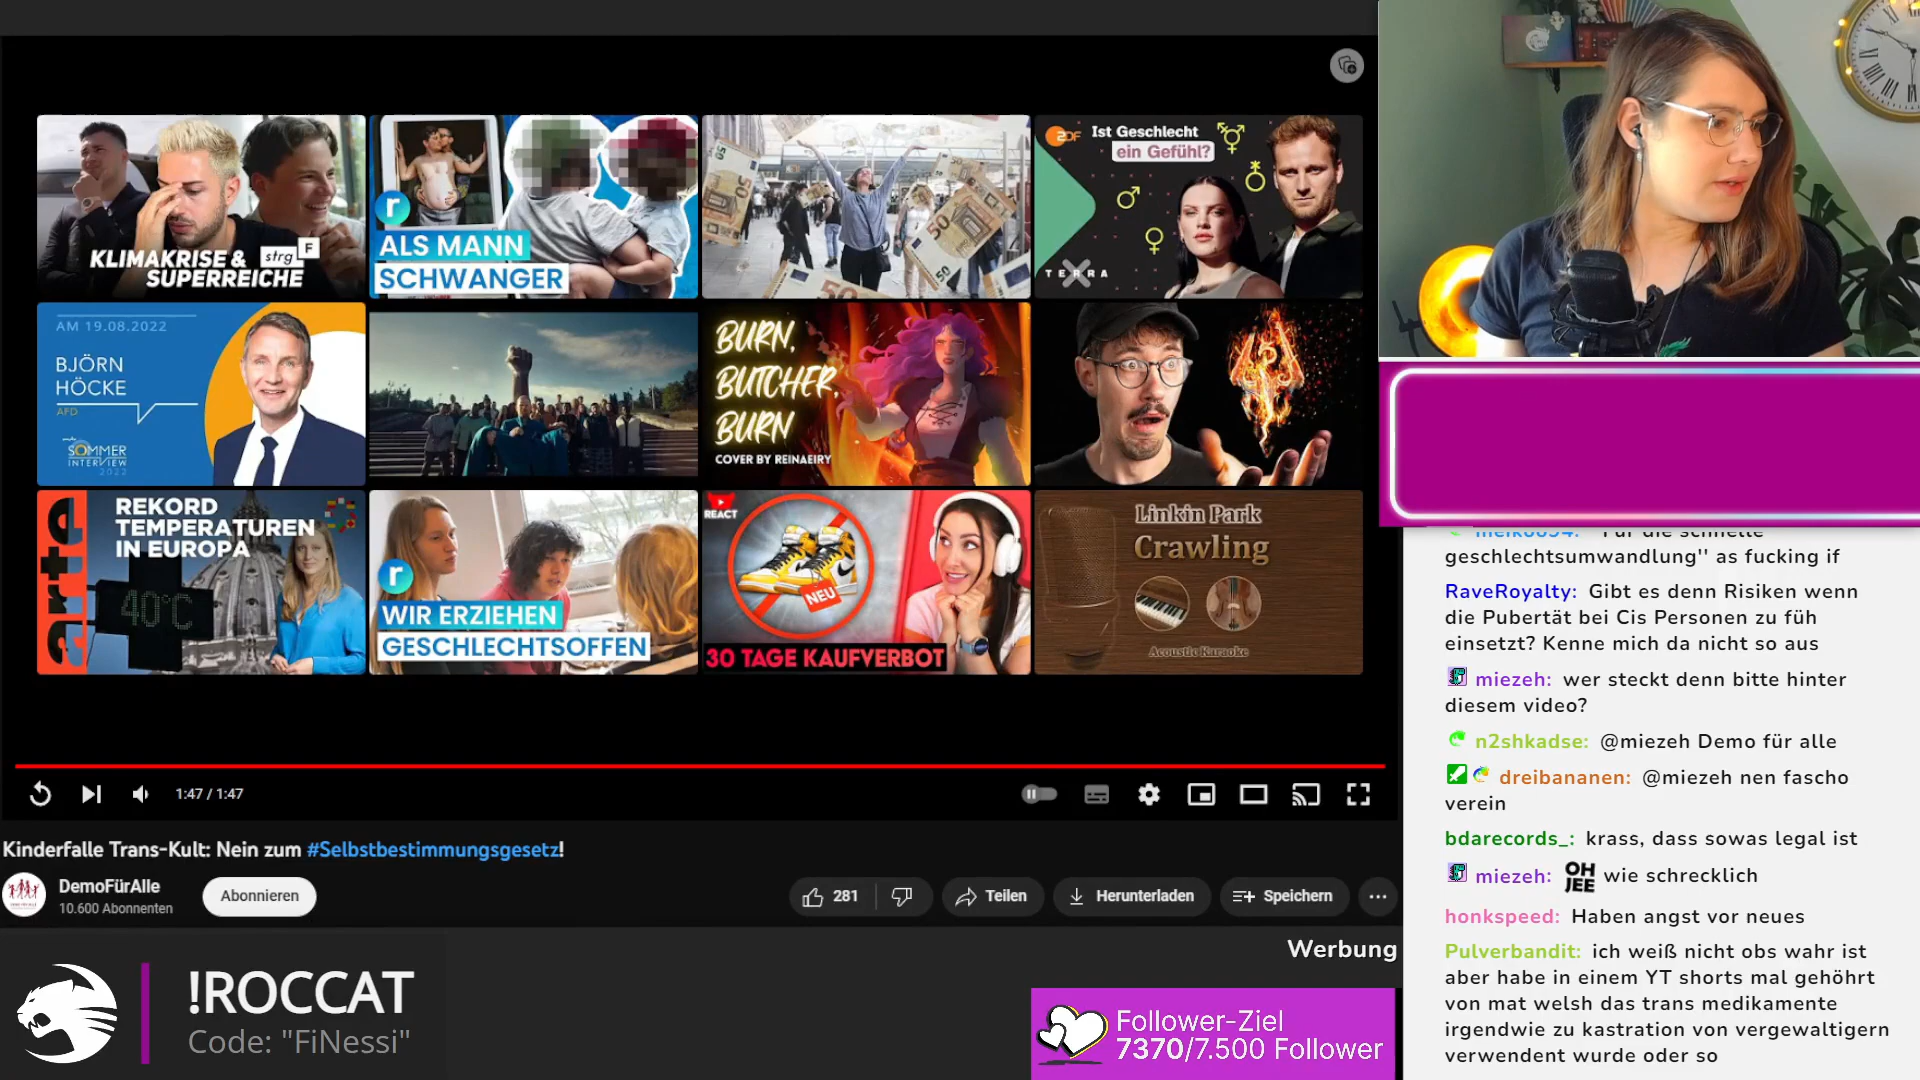 KLIMAKRISE &
SUPERREICHE
strg F
r
ALS MANN
SCHWANGER
50
50
50
50
ZDF
Ist Geschlecht
ein Gefühl?
TERRA X
AM 19.08.2022
BJÖRN
HÖCKE
AFD
SOMMER
INTERVIEW
2022
BURN,
BUTCHER,
BURN
COVER BY REINAEIRY
arte
REKORD
TEMPERATUREN
IN EUROPA
40°C
r
WIR ERZIEHEN
GESCHLECHTSOFFEN
REACT
NEU
30 TAGE KAUFVERBOT
Linkin Park
Crawling
Acoustic Karaoke
1:47 / 1:47
Kinderfalle Trans-Kult: Nein zum #Selbstbestimmungsgesetz!
DemoFürAlle
10.600 Abonnenten
Abonnieren
281
Teilen
Herunterladen
Speichern
Werbung
!ROCCAT
Code: "FiNessi"
Follower-Ziel
7370/7.500 Follower
geschlechtsumwandlung'' as fucking if
RaveRoyalty: Gibt es denn Risiken wenn
die Pubertät bei Cis Personen zu füh
einsetzt? Kenne mich da nicht so aus
miezeh: wer steckt denn bitte hinter
diesem video?
n2shkadse: @miezeh Demo für alle
dreibananen: @miezeh nen fascho
verein
bdarecords_: krass, dass sowas legal ist
miezeh: OH JEE wie schrecklich
honkspeed: Haben angst vor neues
Pulverbandit: ich weiß nicht obs wahr ist
aber habe in einem YT shorts mal gehöhrt
von mat welsh das trans medikamente
irgendwie zu kastration von vergewaltigern
verwendent wurde oder so